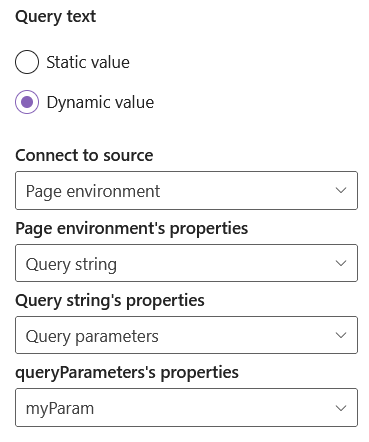 Query text
Static value
Dynamic value
Connect to source
Page environment
Page environment's properties
Query string
Query string's properties
Query parameters
queryParameters's properties
myParam